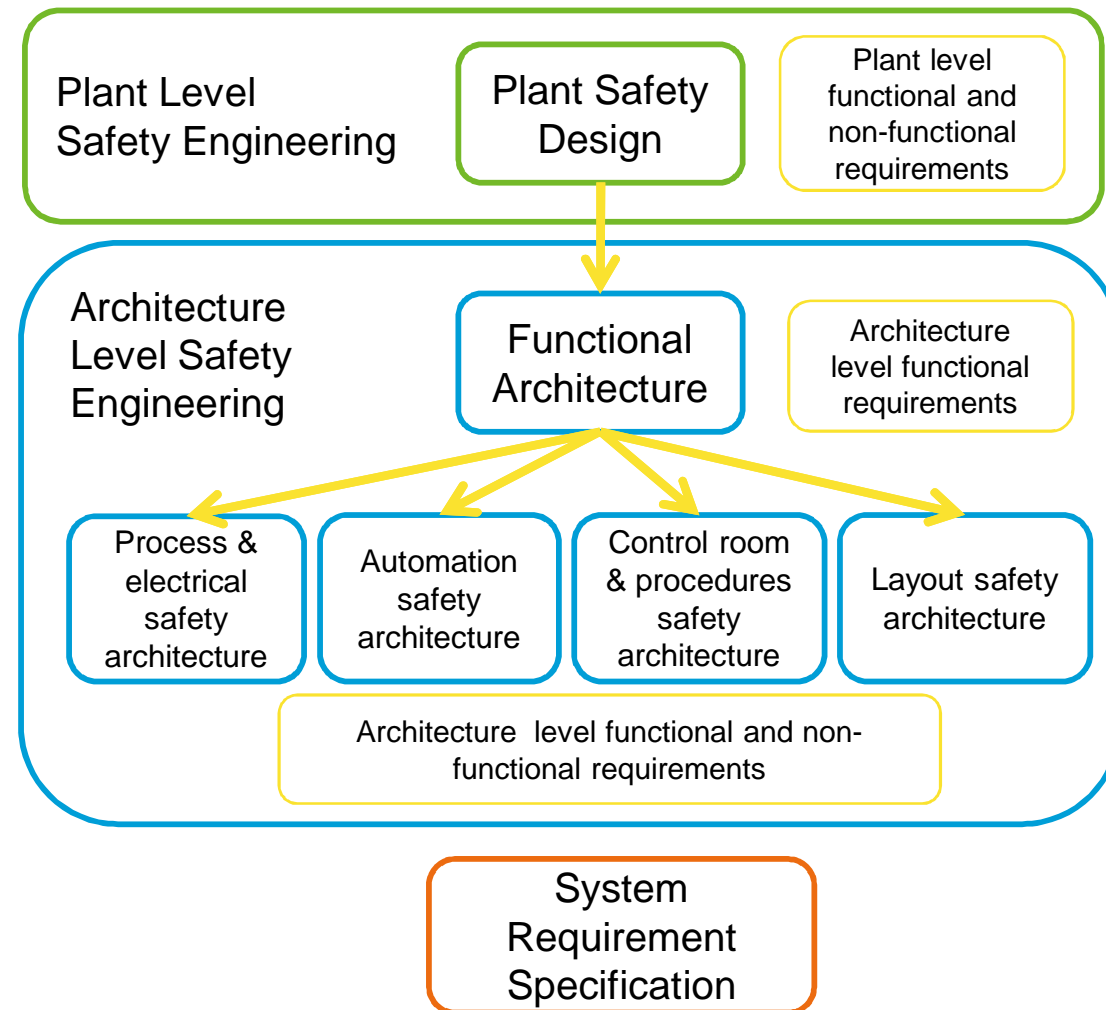 Plant Level
Safety Engineering
Plant Safety
Design
Plant level
functional and
non-functional
requirements
Architecture
Level Safety
Engineering
Functional
Architecture
Architecture
level functional
requirements
Process &
electrical
safety
architecture
Automation
safety
architecture
Control room
& procedures
safety
architecture
Layout safety
architecture
Architecture  level functional and non-
functional requirements
System
Requirement
Specification